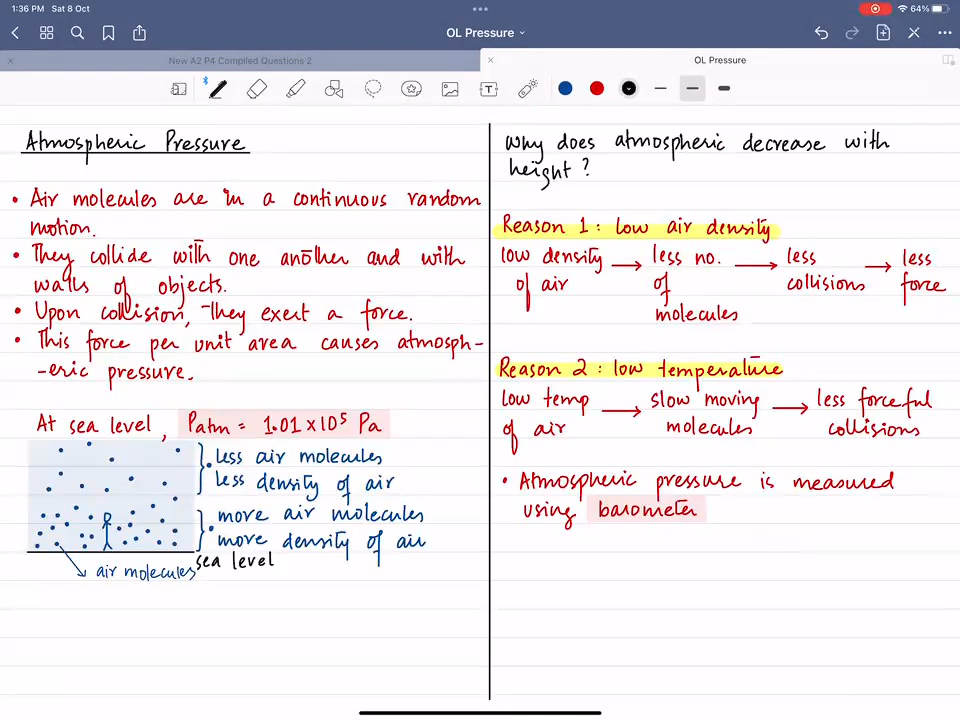 1:36 PM Sat 8 Oct
64%
OL Pressure
New A2 P4 Compiled Questions 2
OL Pressure
Atmospheric Pressure
• Air molecules are in a continuous random
motion.
• They collide with one another and with
walls of objects.
• Upon collision, they exert a force.
• This force per unit area causes atmosph-
-eric pressure.
At sea level, Patm = 1.01 × 10⁵ Pa
• less air molecules
less density of air
• more air molecules
more density of air
sea level
air molecules
Why does atmospheric decrease with
height?
Reason 1: low air density
low density → less no. → less → less
of air of collisions force
molecules
Reason 2: low temperature
low temp → slow moving → less forceful
of air molecules collisions
• Atmospheric pressure is measured
using barometer